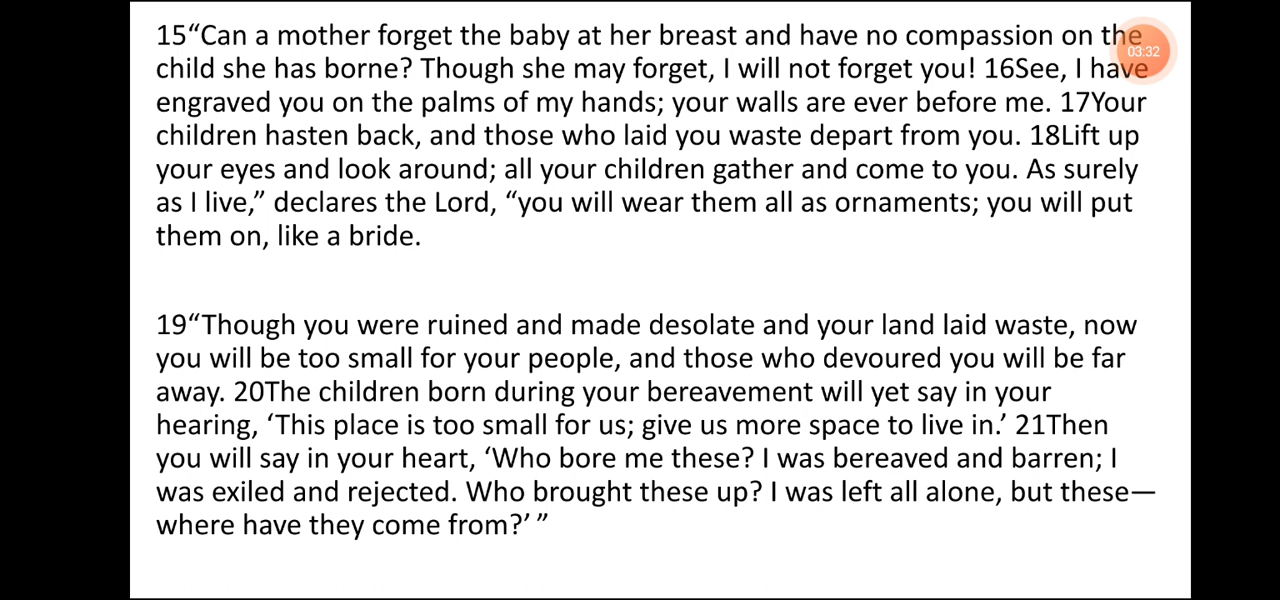 15“Can a mother forget the baby at her breast and have no compassion on the
child she has borne? Though she may forget, I will not forget you! 16See, I have
engraved you on the palms of my hands; your walls are ever before me. 17Your
children hasten back, and those who laid you waste depart from you. 18Lift up
your eyes and look around; all your children gather and come to you. As surely
as I live,” declares the Lord, “you will wear them all as ornaments; you will put
them on, like a bride.
19“Though you were ruined and made desolate and your land laid waste, now
you will be too small for your people, and those who devoured you will be far
away. 20The children born during your bereavement will yet say in your
hearing, ‘This place is too small for us; give us more space to live in.’ 21Then
you will say in your heart, ‘Who bore me these? I was bereaved and barren; I
was exiled and rejected. Who brought these up? I was left all alone, but these—
where have they come from?’ ”
03:32